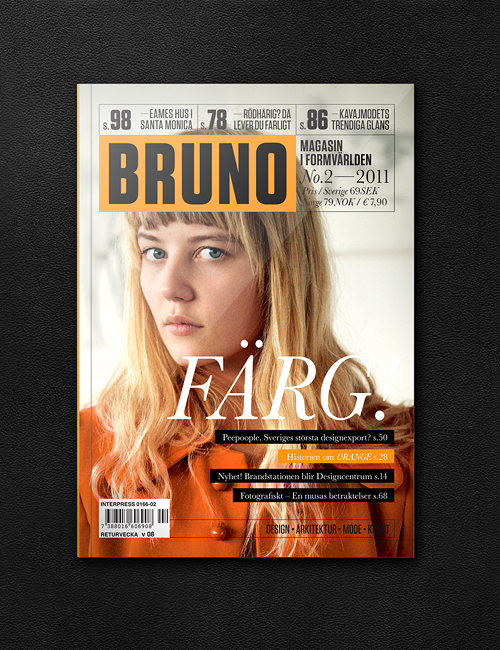 s.98 —EAMES HUS I
SANTA MONICA
s.78 —RÖDHÅRIG? DÅ
LEVER DU FARLIGT
s.86 —KAVAJMODETS
TRENDIGA GLANS
BRUNO
MAGASIN
I FORMVÄRLDEN
No.2—2011
Pris / Sverige 69SEK
Norge 79NOK / € 7,90
FÄRG!
Peepoople. Sveriges största designexport? s.50
Historien om ORANGE s.28
Nyhet! Brandstationen blir Designcentrum s.14
Fotografiskt – En musas betraktelser s.68
INTERPRESS 0166-02
7 388016 606908
RETURVECKA v 08
DESIGN • ARKITEKTUR • MODE • KONST